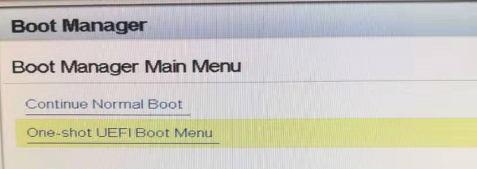 Boot Manager
Boot Manager Main Menu
Continue Normal Boot
One-shot UEFI Boot Menu